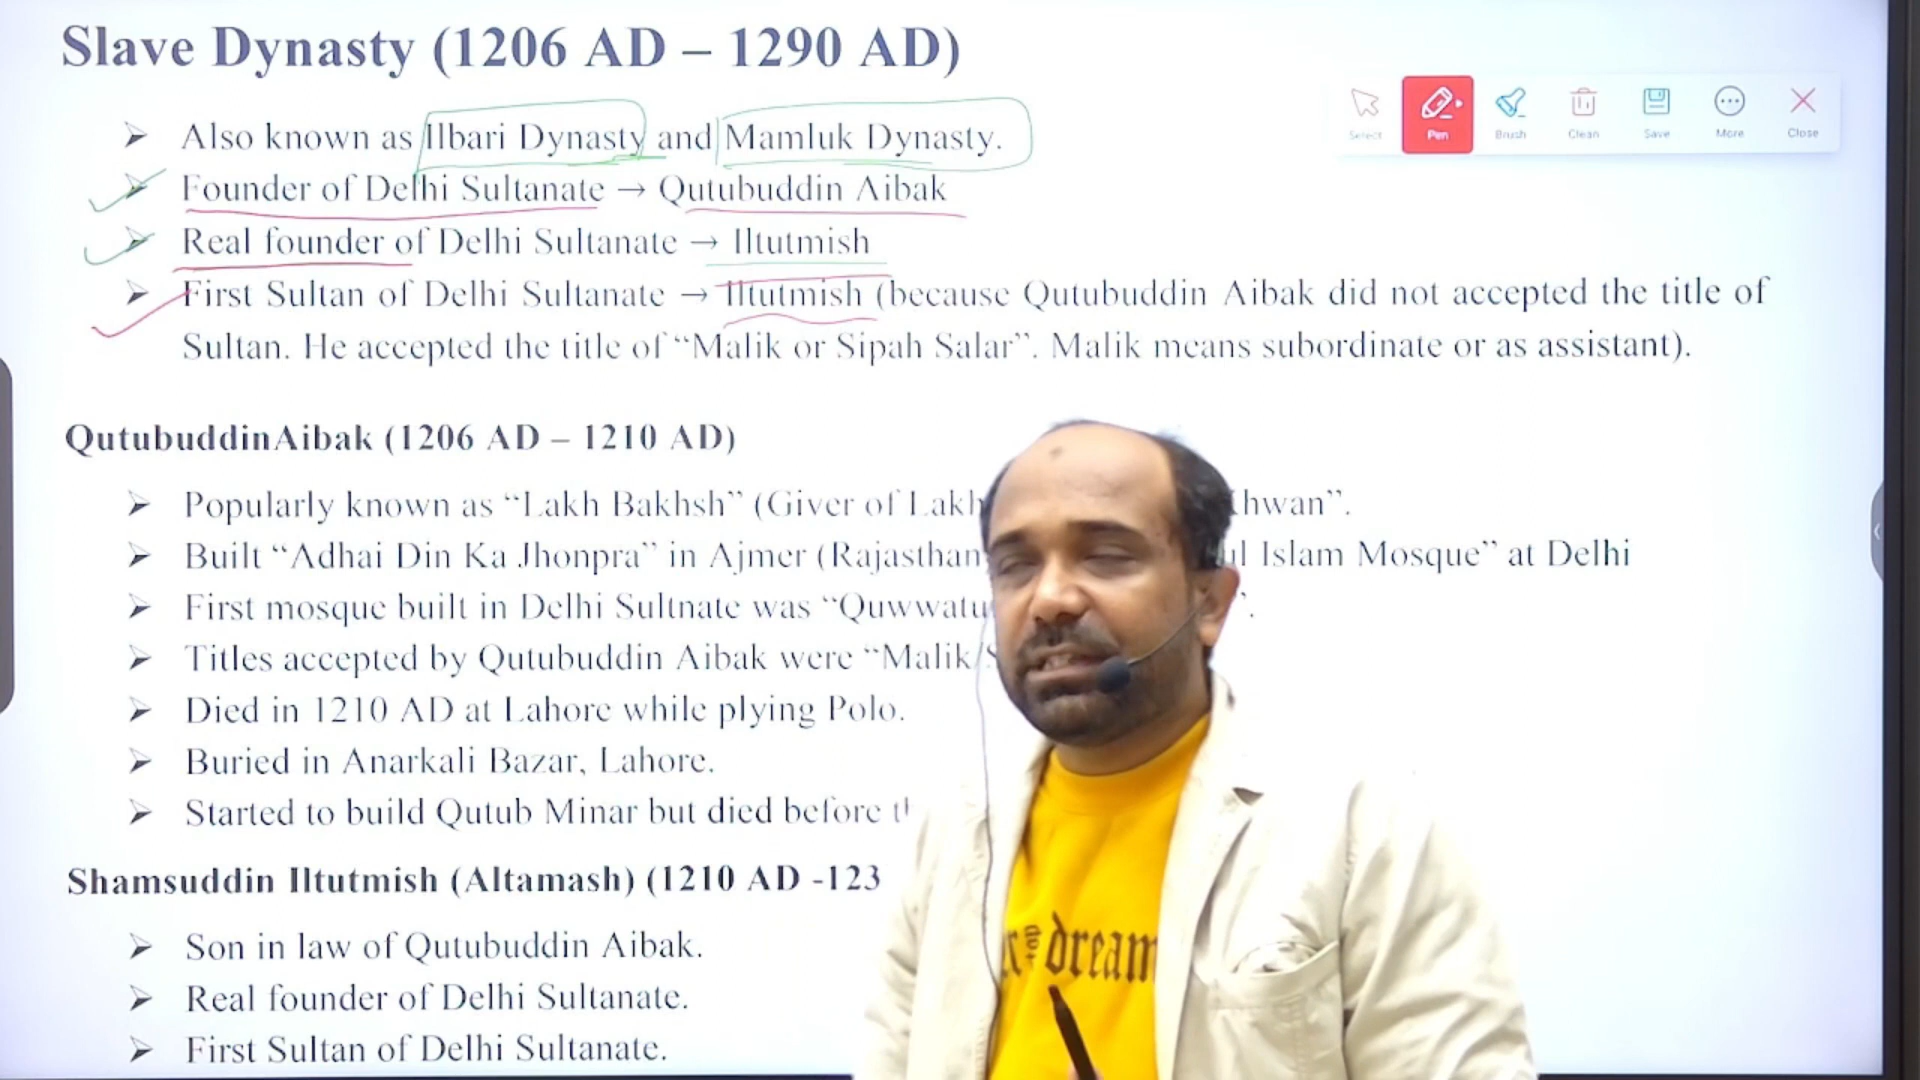 Slave Dynasty (1206 AD – 1290 AD)
Select Pen Brush Clean Save More Close
➢ Also known as Ilbari Dynasty and Mamluk Dynasty.
➢ Founder of Delhi Sultanate → Qutubuddin Aibak
➢ Real founder of Delhi Sultanate → Iltutmish
➢ First Sultan of Delhi Sultanate → Iltutmish (because Qutubuddin Aibak did not accepted the title of
Sultan. He accepted the title of “Malik or Sipah Salar”. Malik means subordinate or as assistant).
QutubuddinAibak (1206 AD – 1210 AD)
➢ Popularly known as “Lakh Bakhsh” (Giver of Lakh hwan”.
➢ Built “Adhai Din Ka Jhonpra” in Ajmer (Rajasthan ul Islam Mosque” at Delhi
➢ First mosque built in Delhi Sultnate was “Quwwatu ”.
➢ Titles accepted by Qutubuddin Aibak were “Malik/S
➢ Died in 1210 AD at Lahore while plying Polo.
➢ Buried in Anarkali Bazar, Lahore.
➢ Started to build Qutub Minar but died before th
Shamsuddin Iltutmish (Altamash) (1210 AD -123
➢ Son in law of Qutubuddin Aibak.
➢ Real founder of Delhi Sultanate.
➢ First Sultan of Delhi Sultanate.
dream